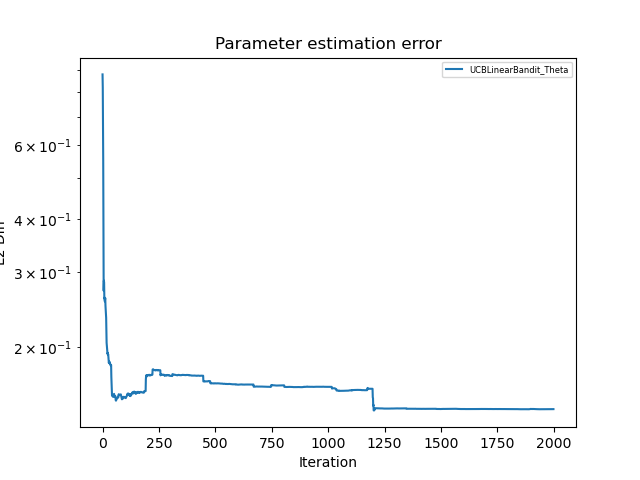 Parameter estimation error
UCBLinearBandit_Theta
6 × 10⁻¹
4 × 10⁻¹
3 × 10⁻¹
2 × 10⁻¹
0 250 500 750 1000 1250 1500 1750 2000
Iteration